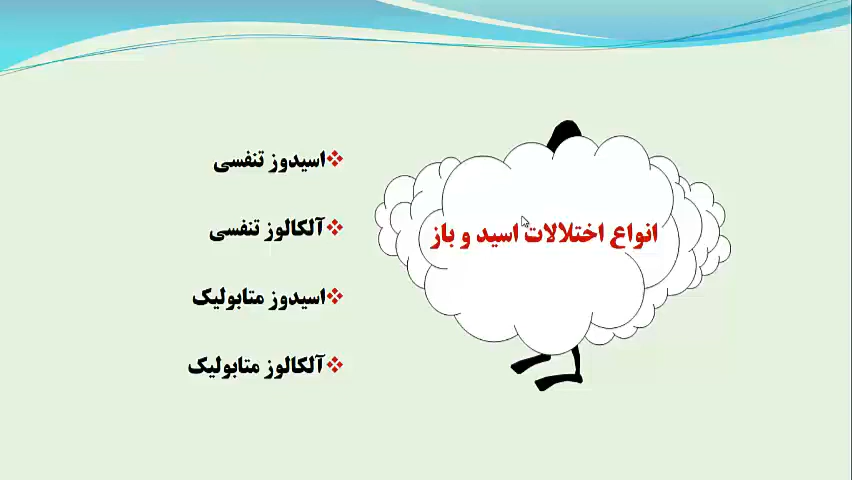 انواع اختلالات اسید و باز
اسیدوز تنفسی
آلکالوز تنفسی
اسیدوز متابولیک
آلکالوز متابولیک